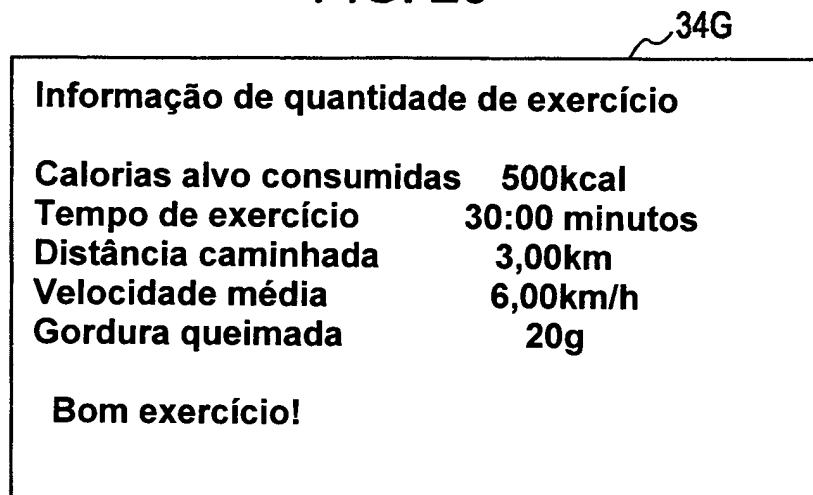 34G
Informação de quantidade de exercício
Calorias alvo consumidas 500kcal
Tempo de exercício 30:00 minutos
Distância caminhada 3,00km
Velocidade média 6,00km/h
Gordura queimada 20g
Bom exercício!